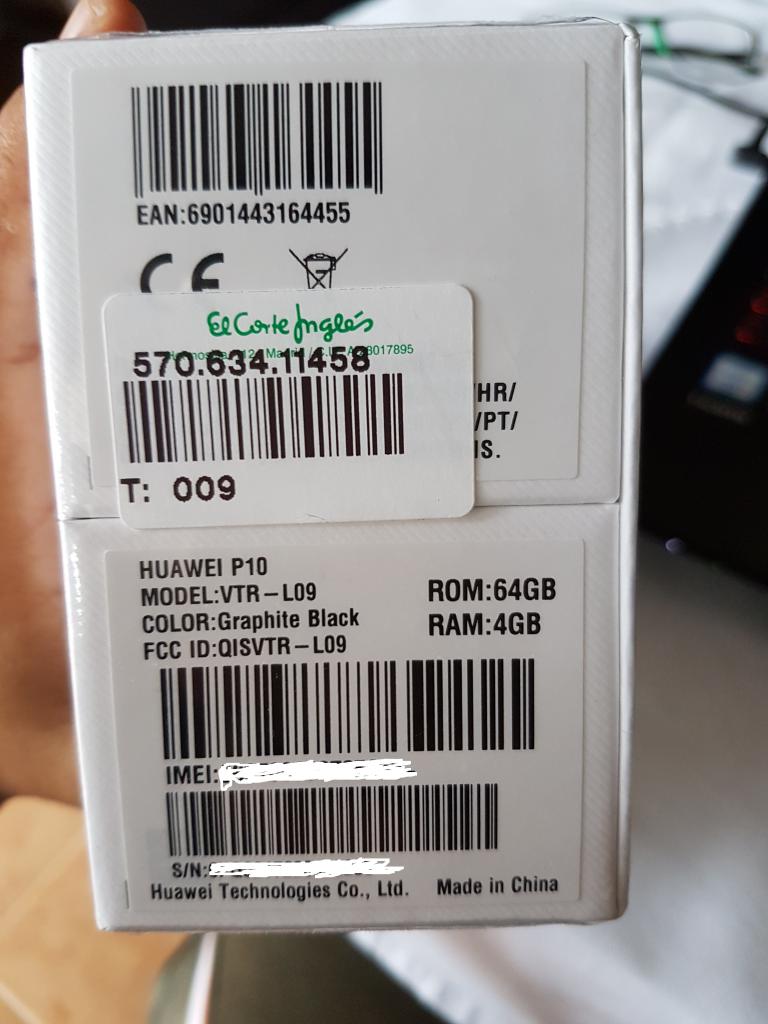 EAN:6901443164455
CE
El Corte Inglés
570.634.11458
/HR/
/PT/
IS.
T: 009
HUAWEI P10
MODEL:VTR-L09
ROM:64GB
COLOR:Graphite Black
RAM:4GB
FCC ID:QISVTR-L09
IMEI:
S/N:
Huawei Technologies Co., Ltd. Made in China